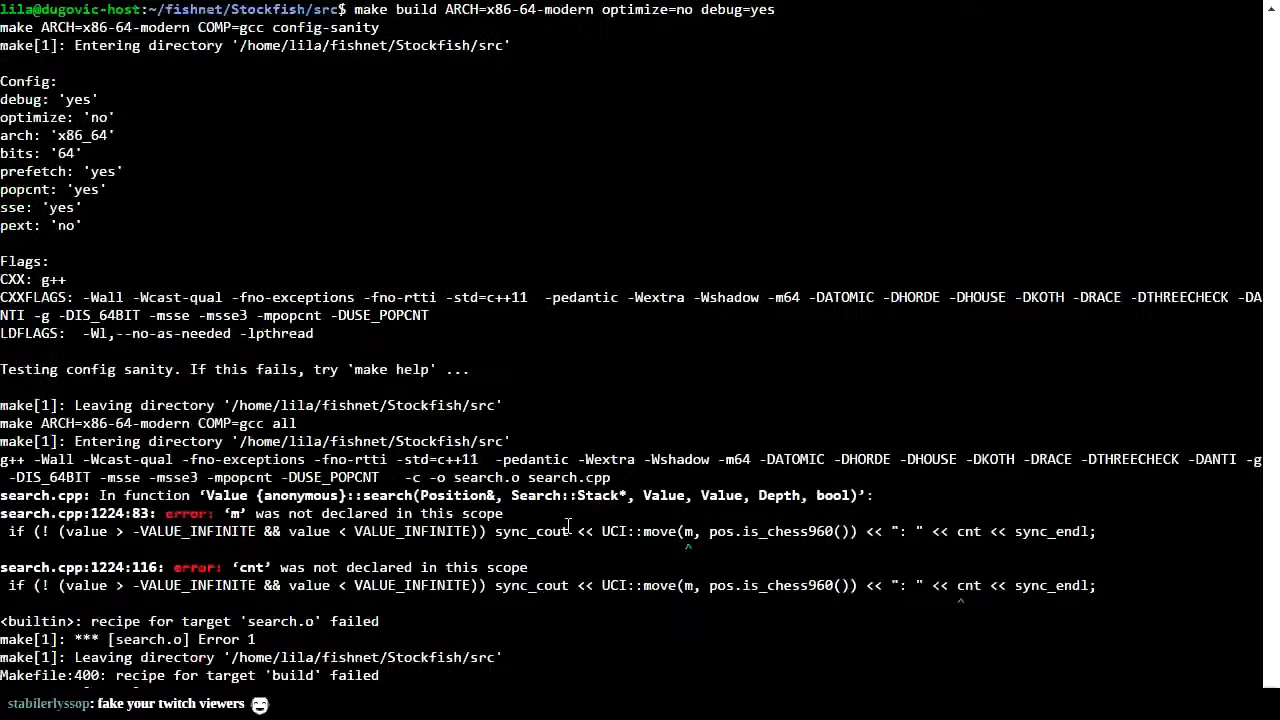 lila@dugovic-host:~/fishnet/Stockfish/src$ make build ARCH=x86-64-modern optimize=no debug=yes
make ARCH=x86-64-modern COMP=gcc config-sanity
make[1]: Entering directory '/home/lila/fishnet/Stockfish/src'
Config:
debug: 'yes'
optimize: 'no'
arch: 'x86_64'
bits: '64'
prefetch: 'yes'
popcnt: 'yes'
sse: 'yes'
pext: 'no'
Flags:
CXX: g++
CXXFLAGS: -Wall -Wcast-qual -fno-exceptions -fno-rtti -std=c++11  -pedantic -Wextra -Wshadow -m64 -DATOMIC -DHORDE -DHOUSE -DKOTH -DRACE -DTHREECHECK -DA
NTI -g -DIS_64BIT -msse -msse3 -mpopcnt -DUSE_POPCNT
LDFLAGS:  -Wl,--no-as-needed -lpthread
Testing config sanity. If this fails, try 'make help' ...
make[1]: Leaving directory '/home/lila/fishnet/Stockfish/src'
make ARCH=x86-64-modern COMP=gcc all
make[1]: Entering directory '/home/lila/fishnet/Stockfish/src'
g++ -Wall -Wcast-qual -fno-exceptions -fno-rtti -std=c++11  -pedantic -Wextra -Wshadow -m64 -DATOMIC -DHORDE -DHOUSE -DKOTH -DRACE -DTHREECHECK -DANTI -g
 -DIS_64BIT -msse -msse3 -mpopcnt -DUSE_POPCNT   -c -o search.o search.cpp
search.cpp: In function ‘Value {anonymous}::search(Position&, Search::Stack*, Value, Value, Depth, bool)’:
search.cpp:1224:83: error: ‘m’ was not declared in this scope
 if (! (value > -VALUE_INFINITE && value < VALUE_INFINITE)) sync_cout << UCI::move(m, pos.is_chess960()) << ": " << cnt << sync_endl;
^
search.cpp:1224:116: error: ‘cnt’ was not declared in this scope
 if (! (value > -VALUE_INFINITE && value < VALUE_INFINITE)) sync_cout << UCI::move(m, pos.is_chess960()) << ": " << cnt << sync_endl;
^
<builtin>: recipe for target 'search.o' failed
make[1]: *** [search.o] Error 1
make[1]: Leaving directory '/home/lila/fishnet/Stockfish/src'
Makefile:400: recipe for target 'build' failed
stabilerlyssop: fake your twitch viewers